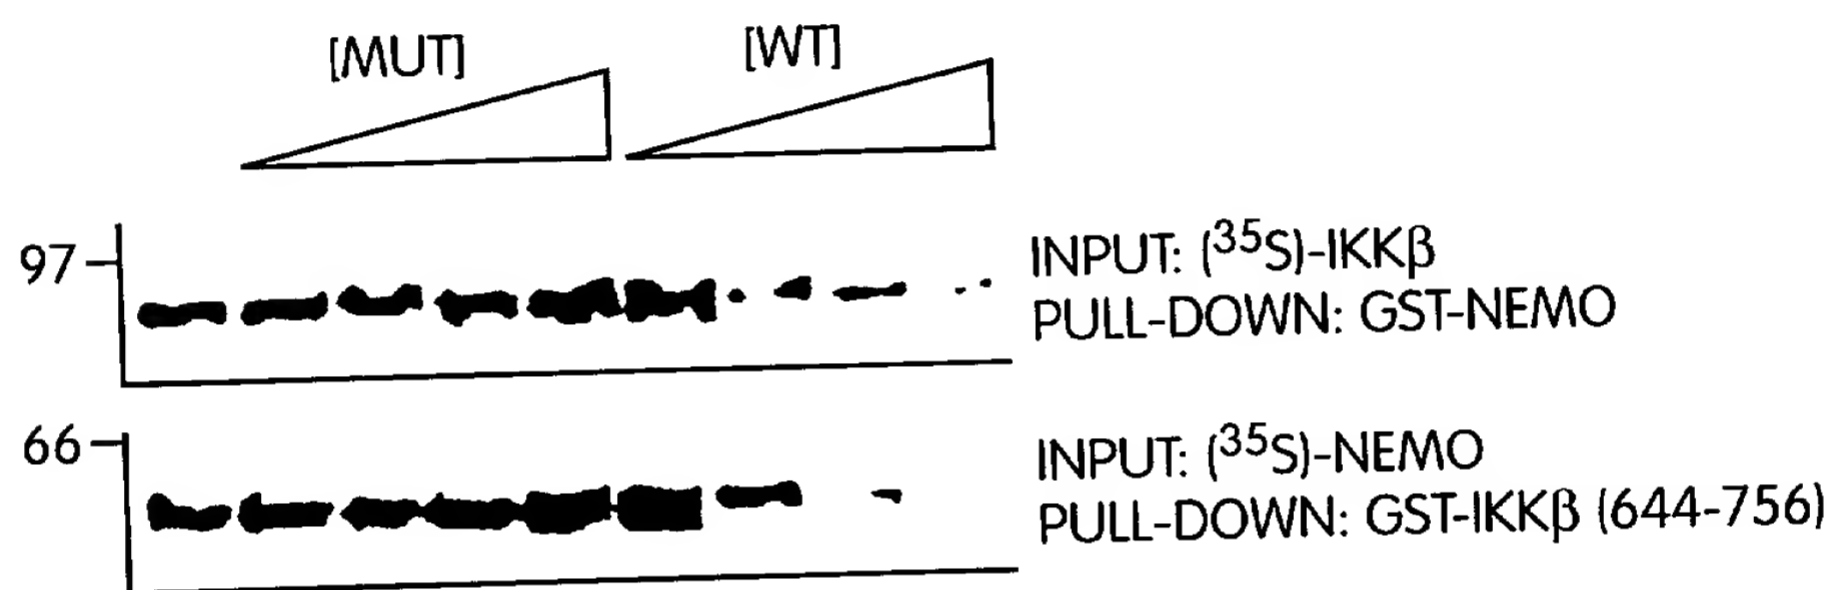 [MUT]
[WT]
97
INPUT: (³⁵S)-IKKβ
PULL-DOWN: GST-NEMO
66
INPUT: (³⁵S)-NEMO
PULL-DOWN: GST-IKKβ (644-756)